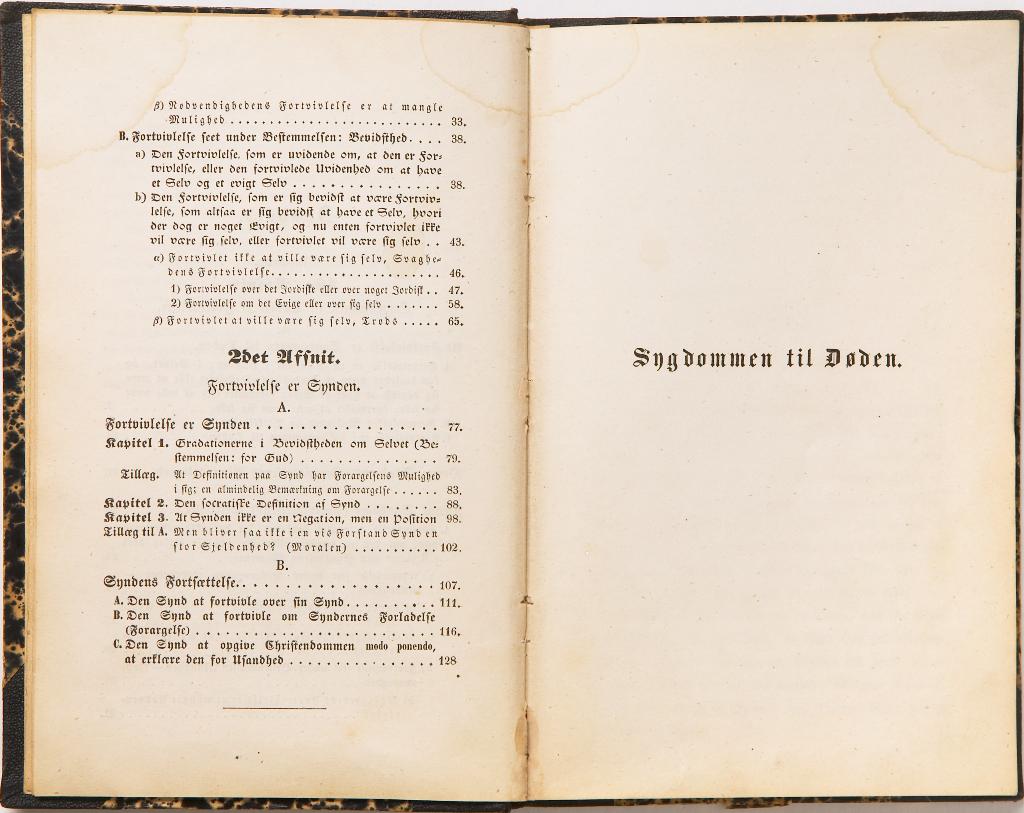 β) Nødvendighedens Fortvivlelse er at mangle
Mulighed . . . . . . . . . . . . . . . . . . . . . . . . . . 33.
B. Fortvivlelse seet under Bestemmelsen: Bevidsthed. . . . 38.
a) Den Fortvivlelse, som er uvidende om, at den er For-
tvivlelse, eller den fortvivlede Uvidenhed om at have
et Selv og et evigt Selv . . . . . . . . . . . . . . . . . 38.
b) Den Fortvivlelse, som er sig bevidst at være Fortviv-
lelse, som altsaa er sig bevidst at have et Selv, hvori
der dog er noget Evigt, og nu enten fortvivlet ikke
vil være sig selv, eller fortvivlet vil være sig selv . . 43.
α) Fortvivlet ikke at ville være sig selv, Svaghe-
dens Fortvivlelse. . . . . . . . . . . . . . . . . . . . . 46.
1) Fortvivlelse over det Jordiske eller over noget Jordisk . . 47.
2) Fortvivlelse om det Evige eller over sig selv . . . . . . . 58.
β) Fortvivlet at ville være sig selv, Trods . . . . . 65.
2det Afsnit.
Fortvivlelse er Synden.
A.
Fortvivlelse er Synden . . . . . . . . . . . . . . . . . 77.
Kapitel 1. Gradationerne i Bevidstheden om Selvet (Be-
stemmelsen: for Gud) . . . . . . . . . . . . . . . 79.
Tillæg. At Definitionen paa Synd har Forargelsens Mulighed
i sig; en almindelig Bemærkning om Forargelse . . . . . . 83.
Kapitel 2. Den socratiske Definition af Synd . . . . . . . . 88.
Kapitel 3. At Synden ikke er en Negation, men en Position 98.
Tillæg til A. Men bliver saa ikke i en vis Forstand Synd en
stor Sjeldenhed? (Moralen) . . . . . . . . . . . 102.
B.
Syndens Fortsættelse. . . . . . . . . . . . . . . . . . . 107.
A. Den Synd at fortvivle over sin Synd. . . . . . . . . . 111.
B. Den Synd at fortvivle om Syndernes Forladelse
(Forargelse) . . . . . . . . . . . . . . . . . . . . . . . . . 116.
C. Den Synd at opgive Christendommen modo ponendo,
at erklære den for Usandhed . . . . . . . . . . . . . . . . 128
Sygdommen til Døden.